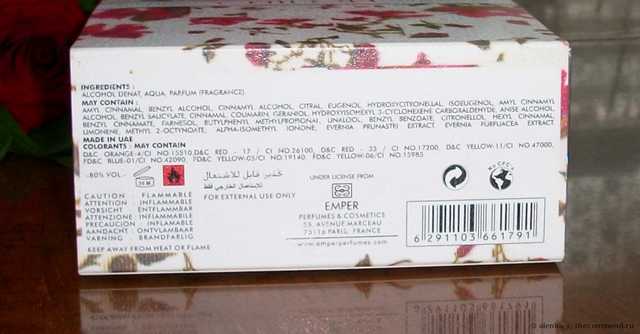 INGREDIENTS :
ALCOHOL DENAT, AQUA, PARFUM (FRAGRANCE).
MAY CONTAIN :
AMYL CINNAMAL, BENZYL ALCOHOL, CINNAMYL ALCOHOL, CITRAL, EUGENOL, HYDROXYCITRONELLAL, ISOEUGENOL, AMYL CINNAMYL
ALCOHOL, BENZYL SALICYLATE, CINNAMAL, COUMARIN, GERANIOL, HYDROXYISOHEXYL 3-CYCLOHEXENE CARBOXALDEHYDE, ANISE ALCOHOL,
BENZYL CINNAMATE, FARNESOL, BUTYLPHENYL METHYLPROPIONAL, LINALOOL, BENZYL BENZOATE, CITRONELLOL, HEXYL CINNAMAL,
LIMONENE, METHYL 2-OCTYNOATE, ALPHA-ISOMETHYL IONONE, EVERNIA PRUNASTRI EXTRACT, EVERNIA FURFURACEA EXTRACT.
MADE IN UAE
COLORANTS : MAY CONTAIN
D&C ORANGE-4/CI NO-15510, D&C RED - 17 / CI NO 26100, D&C RED - 33 / CI NO 17200, D&C YELLOW-11/CI NO 47000,
FD&C BLUE-01/CI NO.42090, FD&C YELLOW-05/CI NO.19140 FD&C YELLOW-06/CI NO.15985
80% VOL
36 M
تحذير قابل للاشتعال
للاستعمال الخارجي فقط
FOR EXTERNAL USE ONLY
CAUTION : FLAMMABLE
ATTENTION : INFLAMMABLE
VORSICHT : ENTFLAMBAR
ATENZIONE : INFIAMMABILE
PRECAUCION : INFLAMABLE
AANDACHT : ONTVLAMBAAR
VARNING : BRANDFARLIG
KEEP AWAY FROM HEAT OR FLAME
UNDER LICENSE FROM
EMPER
PERFUMES & COSMETICS
55, AVENUE MARCEAU
75116 PARIS, FRANCE
www.emperperfumes.com
NO CFC's
6 291103 661791